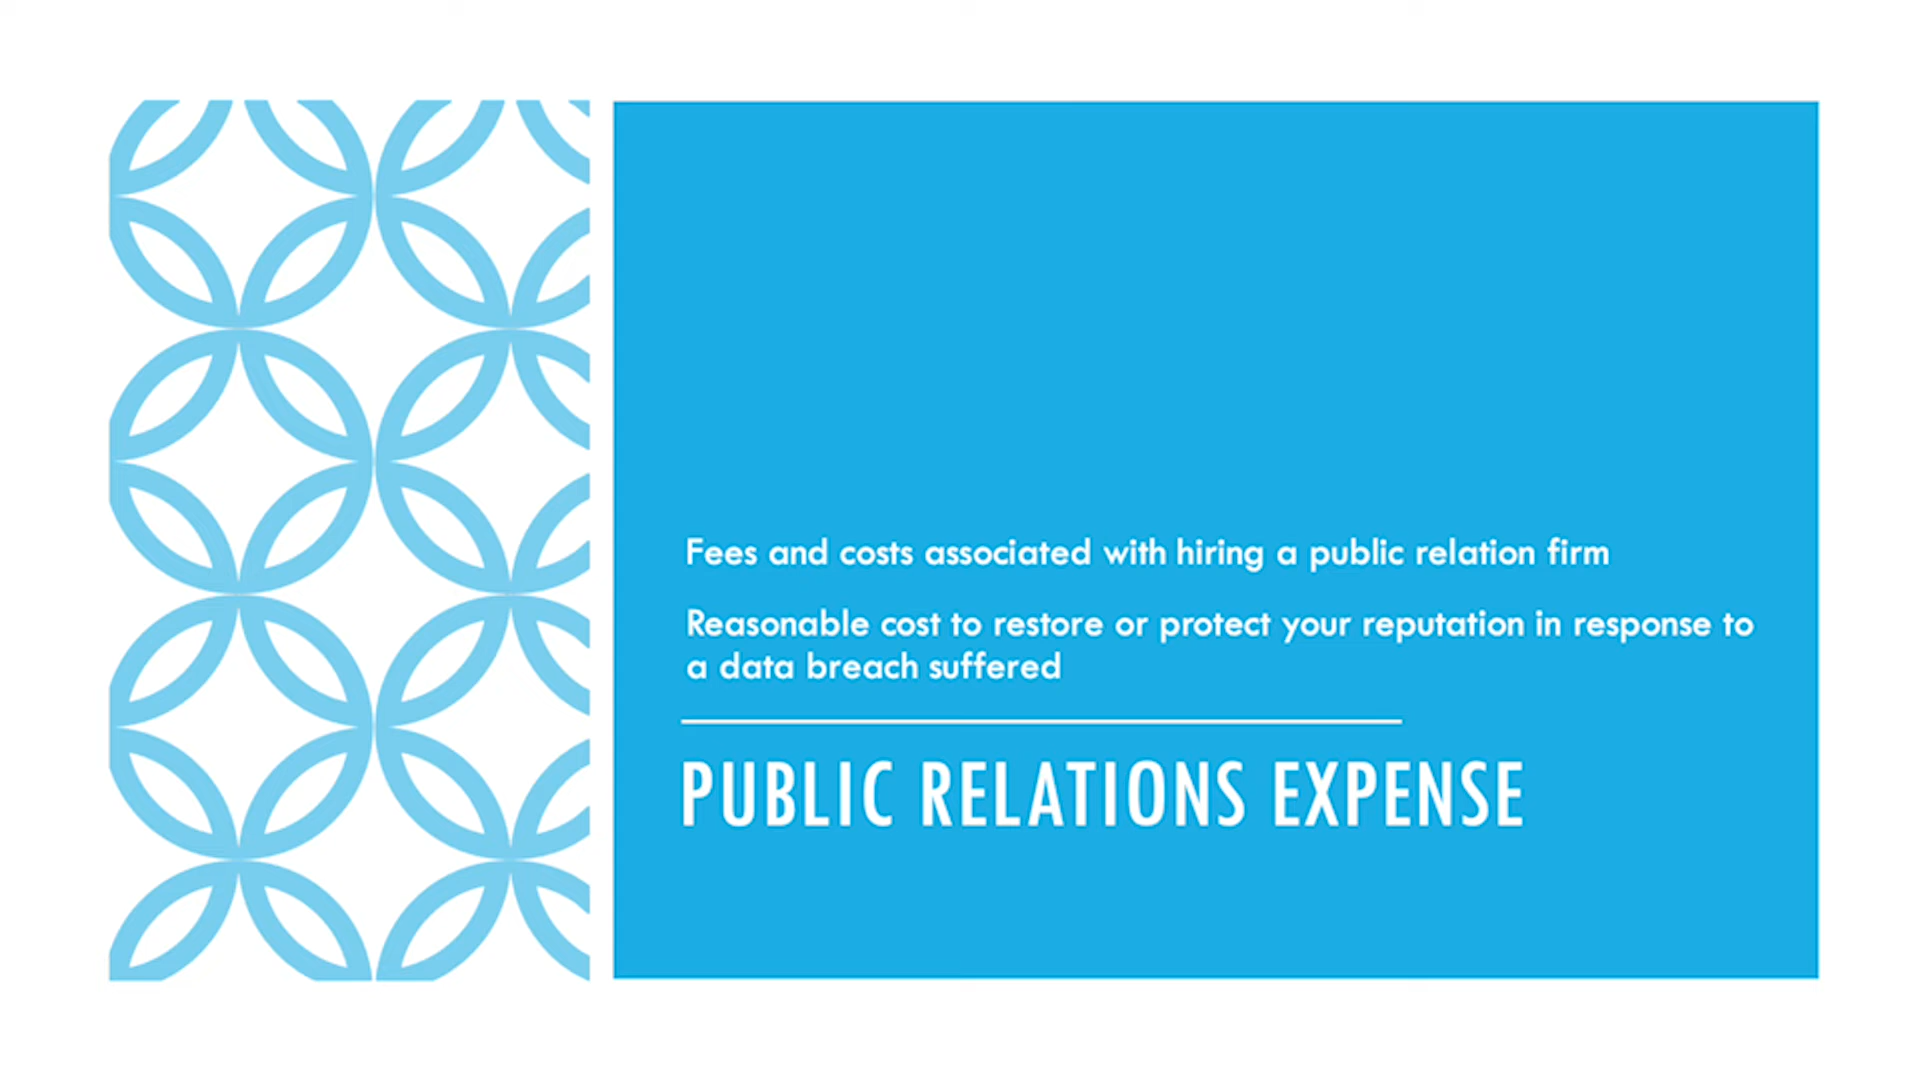 Fees and costs associated with hiring a public relation firm
Reasonable cost to restore or protect your reputation in response to
a data breach suffered
PUBLIC RELATIONS EXPENSE